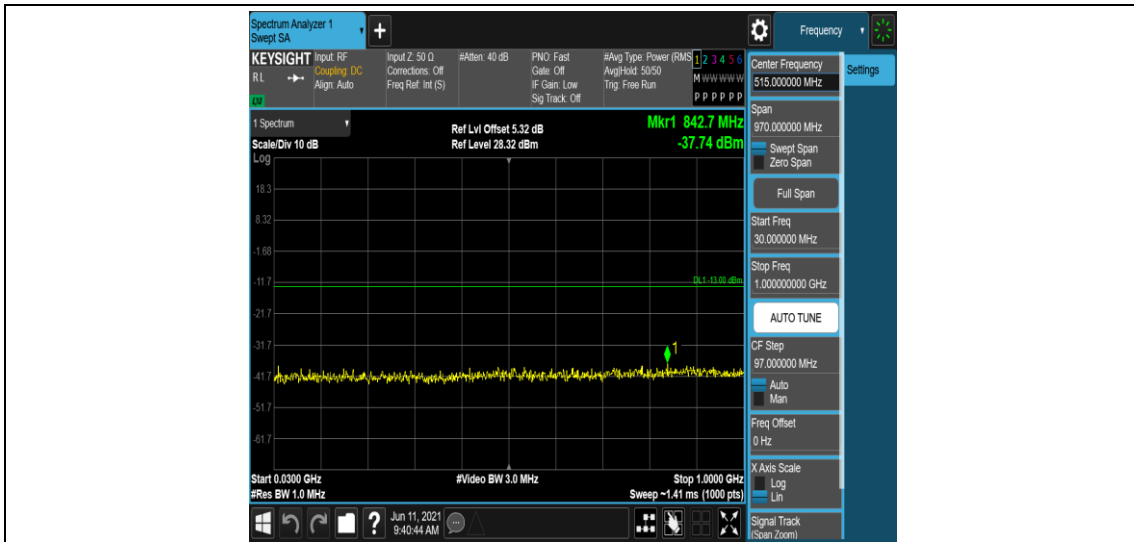 Spectrum Analyzer 1
Swept SA
+
Frequency
KEYSIGHT
RL
LXI
Input: RF
Coupling: DC
Align: Auto
Input Z: 50 Ω
Corrections: Off
Freq Ref: Int (S)
#Atten: 40 dB
PNO: Fast
Gate: Off
IF Gain: Low
Sig Track: Off
#Avg Type: Power (RMS
Avg|Hold: 50/50
Trig: Free Run
1 2 3 4 5 6
M W W W W W
P P P P P P
Center Frequency
515.000000 MHz
Settings
Span
970.000000 MHz
Swept Span
Zero Span
Full Span
Start Freq
30.000000 MHz
Stop Freq
1.000000000 GHz
AUTO TUNE
CF Step
97.000000 MHz
Auto
Man
Freq Offset
0 Hz
X Axis Scale
Log
Lin
Signal Track
(Span Zoom)
1 Spectrum
Scale/Div 10 dB
Ref Lvl Offset 5.32 dB
Ref Level 28.32 dBm
Mkr1 842.7 MHz
-37.74 dBm
Log
18.3
8.32
-1.68
-11.7
DL1 -13.00 dBm
-21.7
-31.7
1
-41.7
-51.7
-61.7
Start 0.0300 GHz
#Video BW 3.0 MHz
Stop 1.0000 GHz
#Res BW 1.0 MHz
Sweep ~1.41 ms (1000 pts)
?
Jun 11, 2021
9:40:44 AM